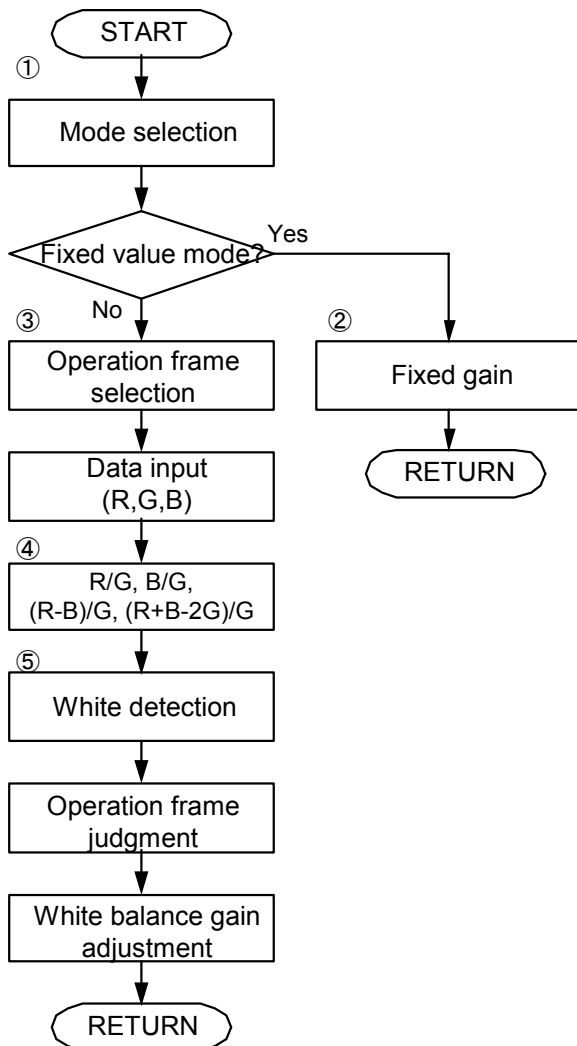 START
①
Mode selection
Fixed value mode?
Yes
No
③
②
Operation frame
selection
Fixed gain
Data input
(R,G,B)
RETURN
④
R/G, B/G,
(R-B)/G, (R+B-2G)/G
⑤
White detection
Operation frame
judgment
White balance gain
adjustment
RETURN